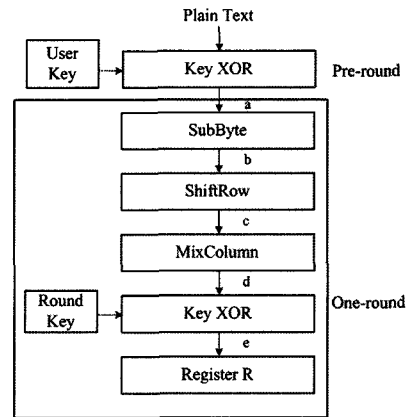 Plain Text
User
Key
Key XOR
Pre-round
a
SubByte
b
ShiftRow
c
MixColumn
d
Round
Key
Key XOR
One-round
e
Register R